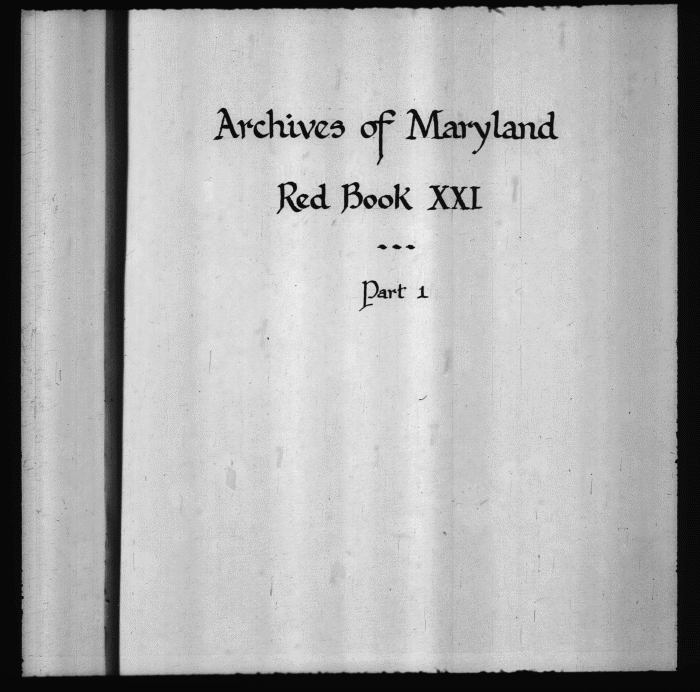 Archives of Maryland
Red Book XXI
Part 1